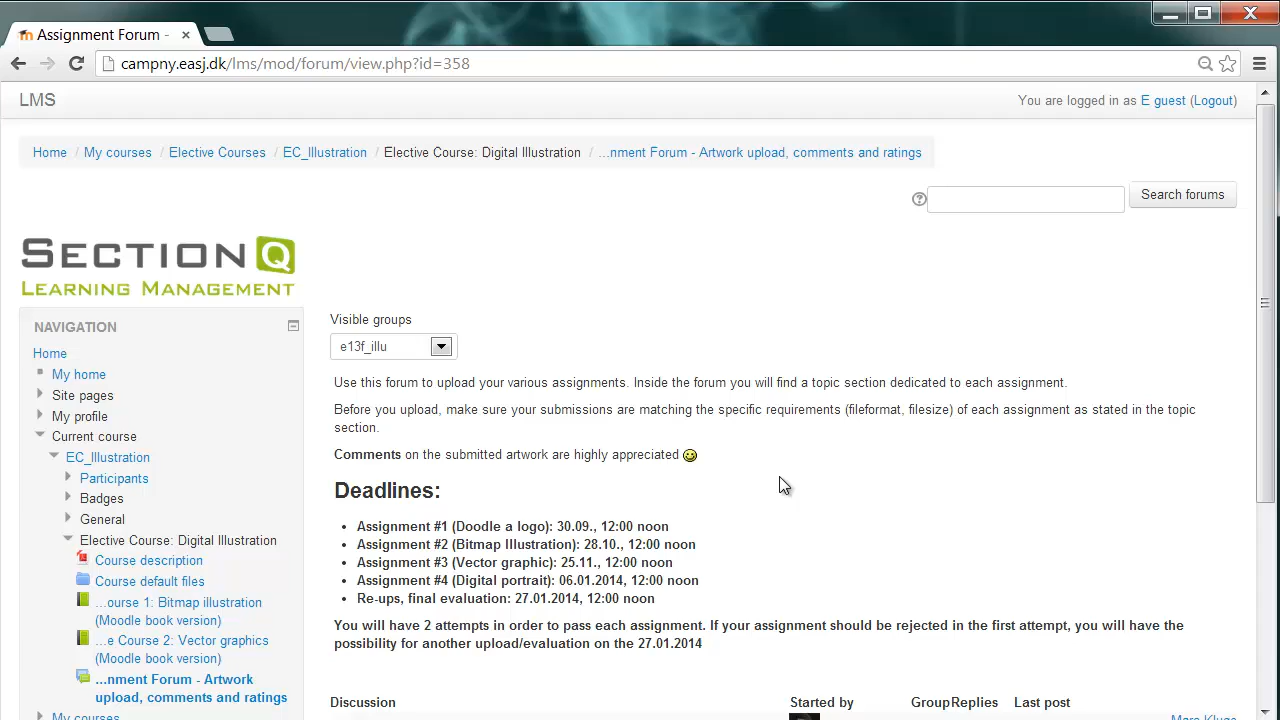 Assignment Forum -
campny.easj.dk/lms/mod/forum/view.php?id=358
LMS
You are logged in as E guest (Logout)
Home / My courses / Elective Courses / EC_Illustration / Elective Course: Digital Illustration / ...nment Forum - Artwork upload, comments and ratings
Search forums
SECTIONQ
LEARNING MANAGEMENT
NAVIGATION
Home
My home
Site pages
My profile
Current course
EC_Illustration
Participants
Badges
General
Elective Course: Digital Illustration
Course description
Course default files
...ourse 1: Bitmap illustration
(Moodle book version)
...e Course 2: Vector graphics
(Moodle book version)
...nment Forum - Artwork
upload, comments and ratings
My courses
Visible groups
e13f_illu
Use this forum to upload your various assignments. Inside the forum you will find a topic section dedicated to each assignment.
Before you upload, make sure your submissions are matching the specific requirements (fileformat, filesize) of each assignment as stated in the topic
section.
Comments on the submitted artwork are highly appreciated
Deadlines:
• Assignment #1 (Doodle a logo): 30.09., 12:00 noon
• Assignment #2 (Bitmap Illustration): 28.10., 12:00 noon
• Assignment #3 (Vector graphic): 25.11., 12:00 noon
• Assignment #4 (Digital portrait): 06.01.2014, 12:00 noon
• Re-ups, final evaluation: 27.01.2014, 12:00 noon
You will have 2 attempts in order to pass each assignment. If your assignment should be rejected in the first attempt, you will have the
possibility for another upload/evaluation on the 27.01.2014
Discussion Started by Group Replies Last post
Marc Kluge